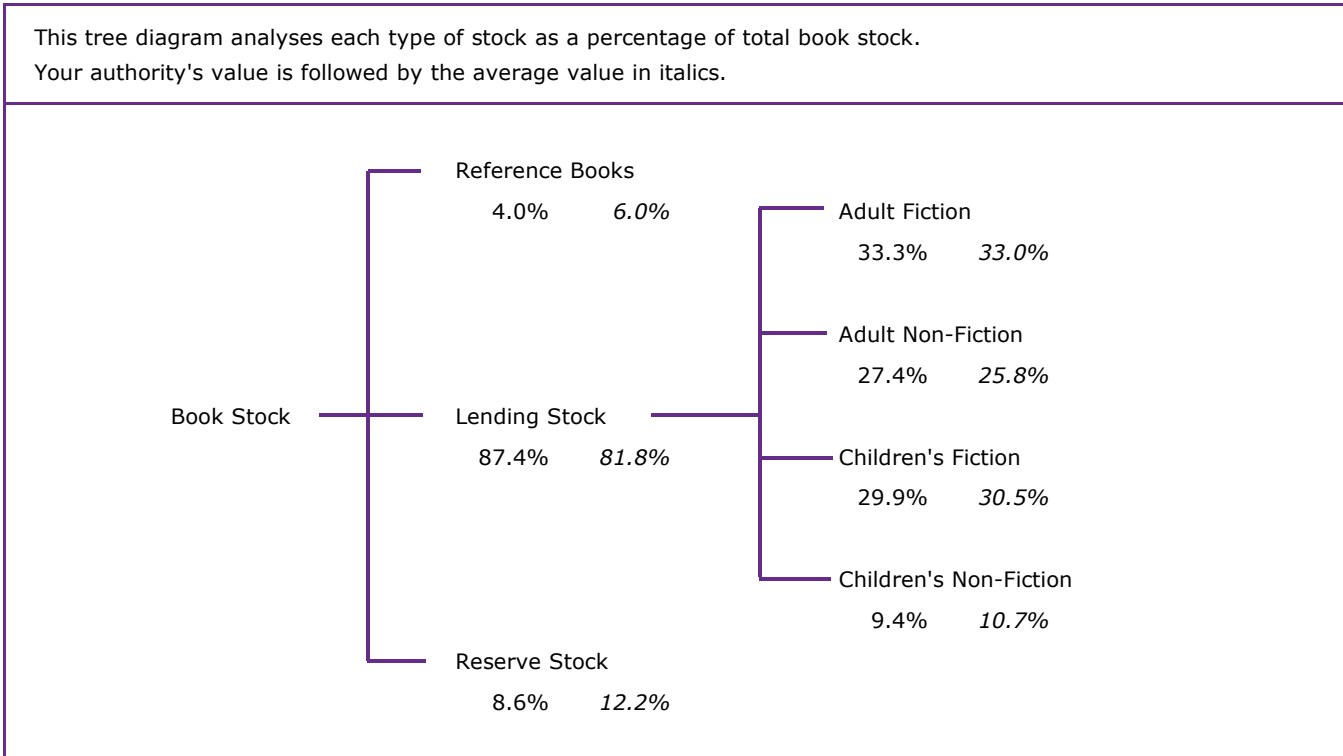 This tree diagram analyses each type of stock as a percentage of total book stock.
Your authority's value is followed by the average value in italics.
Reference Books
4.0% 6.0%
Adult Fiction
33.3% 33.0%
Adult Non-Fiction
27.4% 25.8%
Book Stock
Lending Stock
87.4% 81.8%
Children's Fiction
29.9% 30.5%
Children's Non-Fiction
9.4% 10.7%
Reserve Stock
8.6% 12.2%